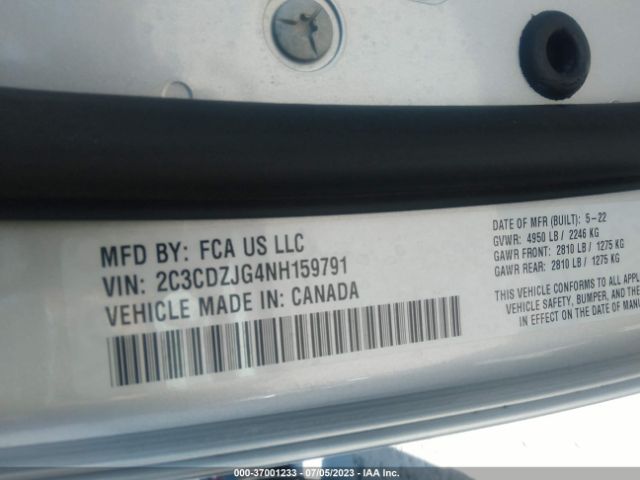 MFD BY: FCA US LLC
VIN: 2C3CDZJG4NH159791
VEHICLE MADE IN: CANADA
DATE OF MFR (BUILT): 5-22
GVWR: 4950 LB / 2246 KG
GAWR FRONT: 2810 LB / 1275 KG
GAWR REAR: 2810 LB / 1275 KG
THIS VEHICLE CONFORMS TO ALL APPL
VEHICLE SAFETY, BUMPER, AND THE
IN EFFECT ON THE DATE OF MAN
000-37001233 - 07/05/2023 - IAA Inc.